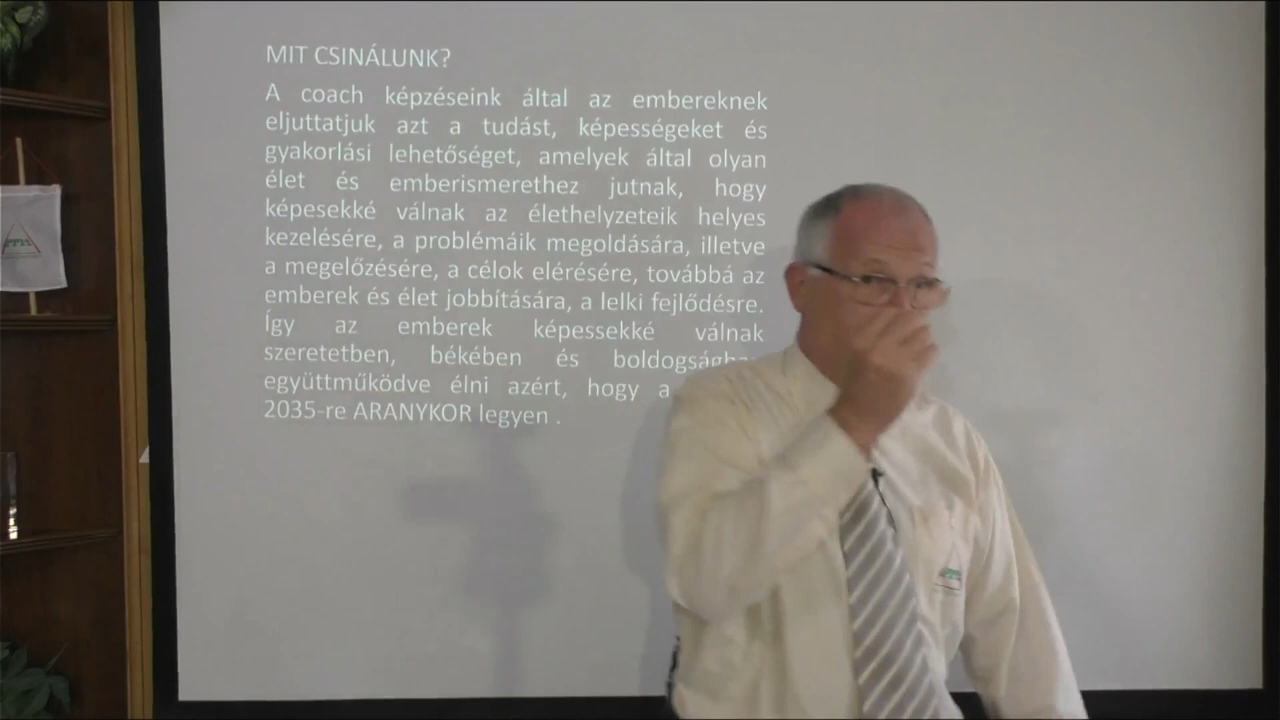 MIT CSINÁLUNK?
A coach képzéseink által az embereknek
eljuttatjuk azt a tudást, képességeket és
gyakorlási lehetőséget, amelyek által olyan
élet és emberismerethez jutnak, hogy
képesekké válnak az élethelyzeteik helyes
kezelésére, a problémáik megoldására, illetve
a megelőzésére, a célok elérésére, továbbá az
emberek és élet jobbítására, a lelki fejlődésre.
Így az emberek képessekké válnak
szeretetben, békében és
együttműködve élni azért, hogy a
2035-re ARANYKOR legyen .